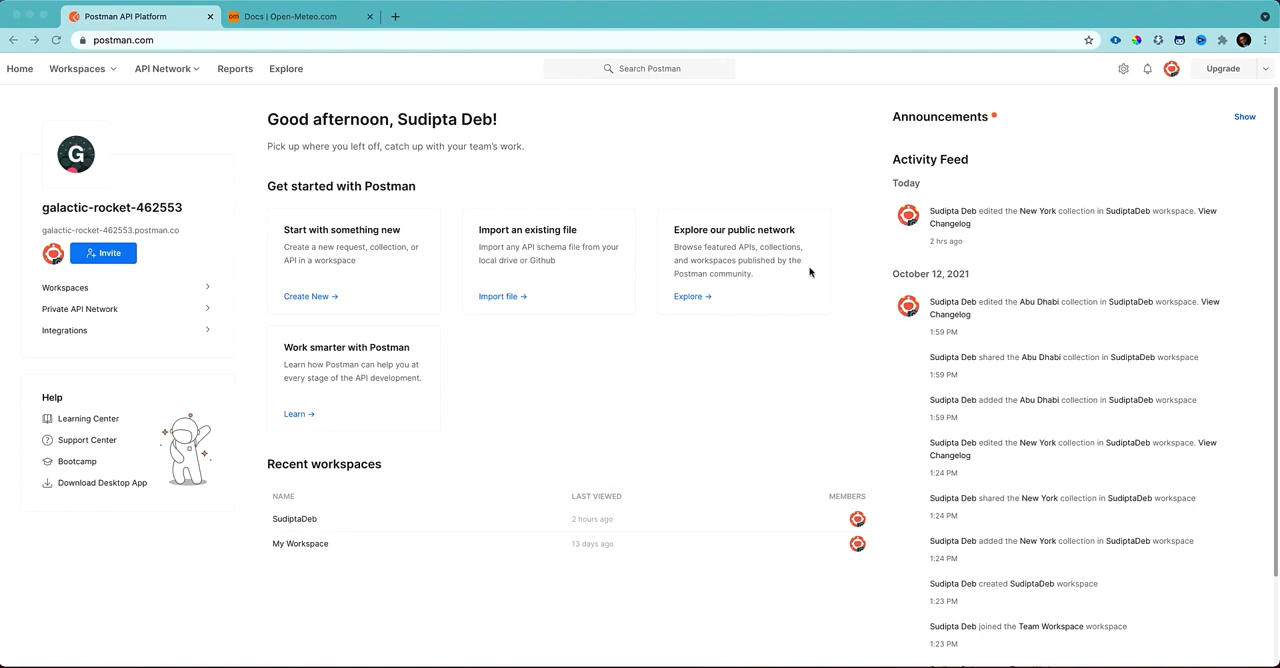 Postman API Platform
Docs | Open-Meteo.com
postman.com
Home Workspaces API Network Reports Explore
Search Postman
Upgrade
G
galactic-rocket-462553
galactic-rocket-462553.postman.co
Invite
Workspaces
Private API Network
Integrations
Help
Learning Center
Support Center
Bootcamp
Download Desktop App
Good afternoon, Sudipta Deb!
Pick up where you left off, catch up with your team's work.
Get started with Postman
Start with something new
Create a new request, collection, or
API in a workspace
Create New →
Import an existing file
Import any API schema file from your
local drive or Github
Import file →
Explore our public network
Browse featured APIs, collections,
and workspaces published by the
Postman community.
Explore →
Work smarter with Postman
Learn how Postman can help you at
every stage of the API development.
Learn →
Recent workspaces
NAME LAST VIEWED MEMBERS
SudiptaDeb 2 hours ago
My Workspace 13 days ago
Announcements Show
Activity Feed
Today
Sudipta Deb edited the New York collection in SudiptaDeb workspace. View
Changelog
2 hrs ago
October 12, 2021
Sudipta Deb edited the Abu Dhabi collection in SudiptaDeb workspace. View
Changelog
1:59 PM
Sudipta Deb shared the Abu Dhabi collection in SudiptaDeb workspace
1:59 PM
Sudipta Deb added the Abu Dhabi collection in SudiptaDeb workspace
1:59 PM
Sudipta Deb edited the New York collection in SudiptaDeb workspace. View
Changelog
1:24 PM
Sudipta Deb shared the New York collection in SudiptaDeb workspace
1:24 PM
Sudipta Deb added the New York collection in SudiptaDeb workspace
1:24 PM
Sudipta Deb created SudiptaDeb workspace
1:23 PM
Sudipta Deb joined the Team Workspace workspace
1:23 PM